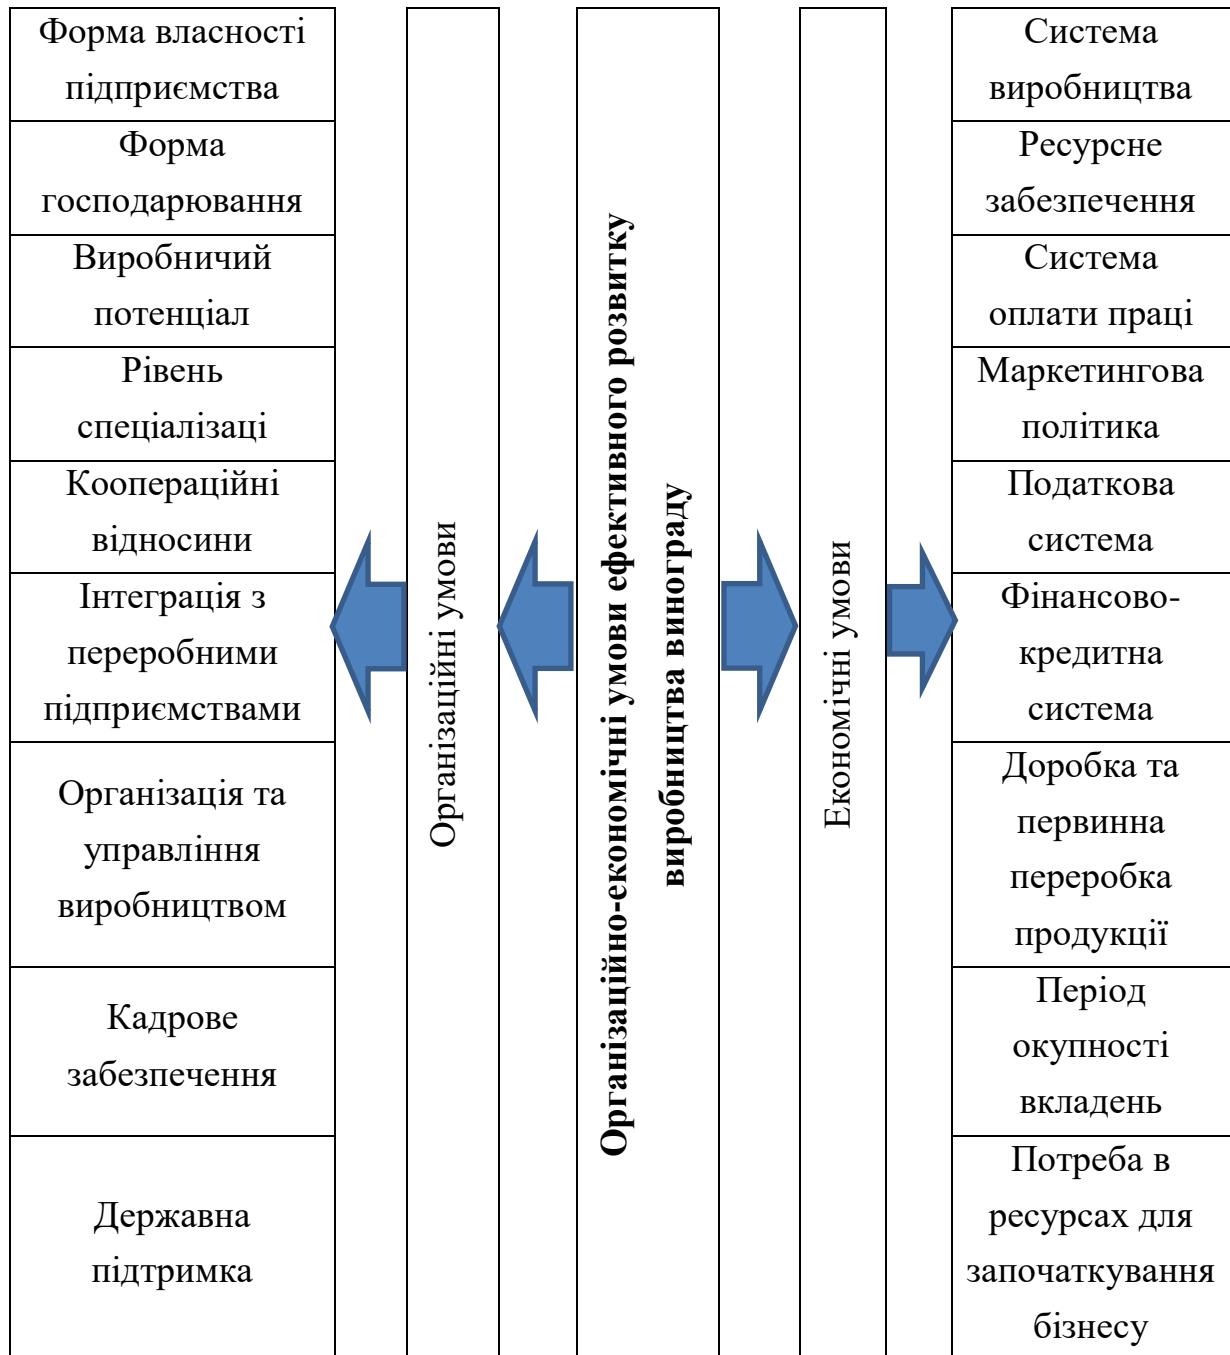 Форма власності
підприємства
Форма
господарювання
Виробничий
потенціал
Рівень
спеціалізаці
Коопераційні
відносини
Інтеграція з
переробними
підприємствами
Організація та
управління
виробництвом
Кадрове
забезпечення
Державна
підтримка
Організаційні умови
Організаційно-економічні умови ефективного розвитку
виробництва винограду
Економічні умови
Система
виробництва
Ресурсне
забезпечення
Система
оплати праці
Маркетингова
політика
Податкова
система
Фінансово-
кредитна
система
Доробка та
первинна
переробка
продукції
Період
окупності
вкладень
Потреба в
ресурсах для
започаткування
бізнесу